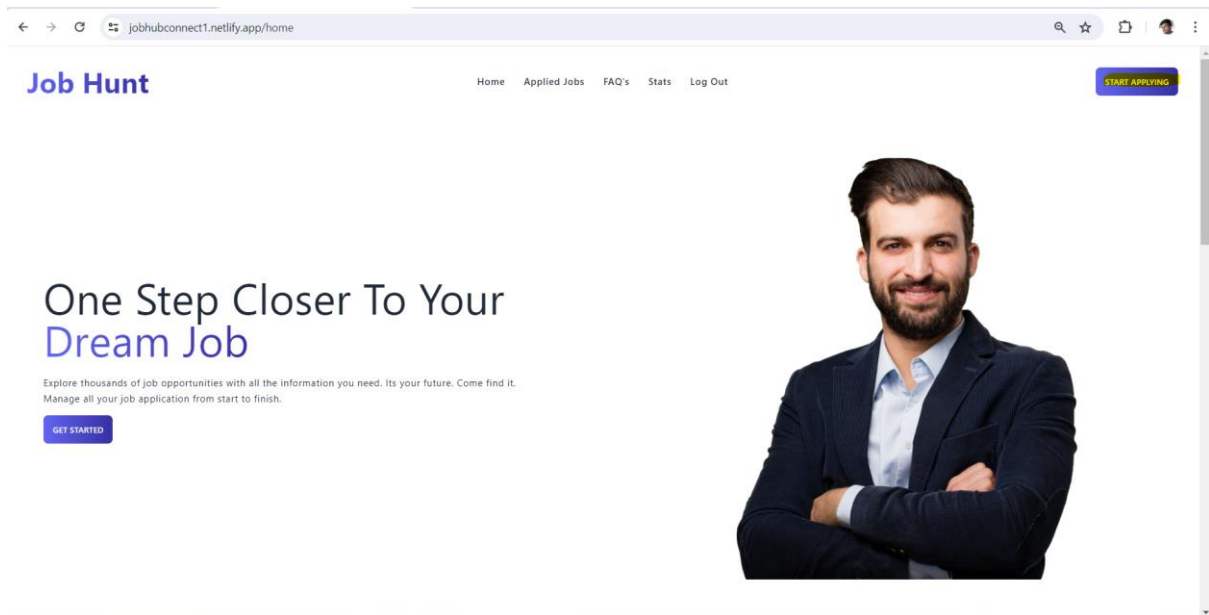 jobhubconnect1.netlify.app/home
Job Hunt
Home Applied Jobs FAQ's Stats Log Out
START APPLYING
One Step Closer To Your
Dream Job
Explore thousands of job opportunities with all the information you need. Its your future. Come find it.
Manage all your job application from start to finish.
GET STARTED